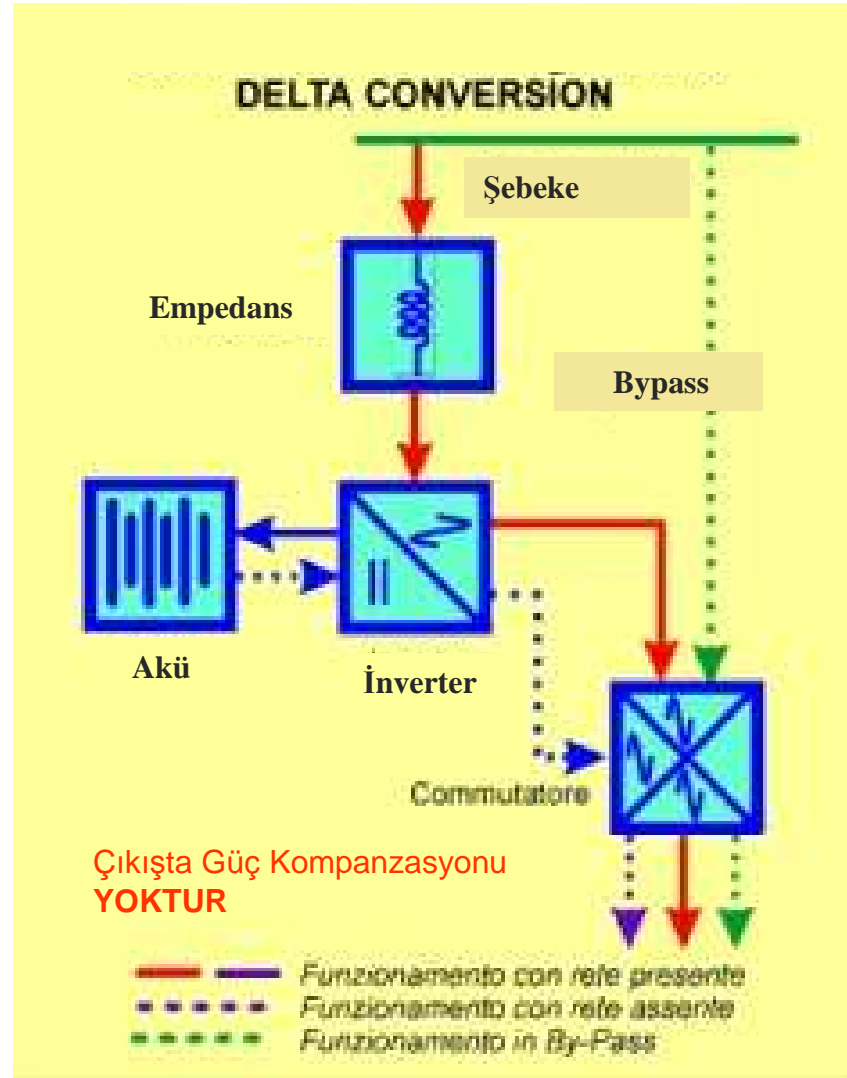 DELTA CONVERSİON
Şebeke
Empedans
Bypass
Akü
İnverter
Commutatore
Çıkışta Güç Kompanzasyonu
YOKTUR
Funzionamento con rete presente
Funzionamento con rete assente
Funzionamento in By-Pass